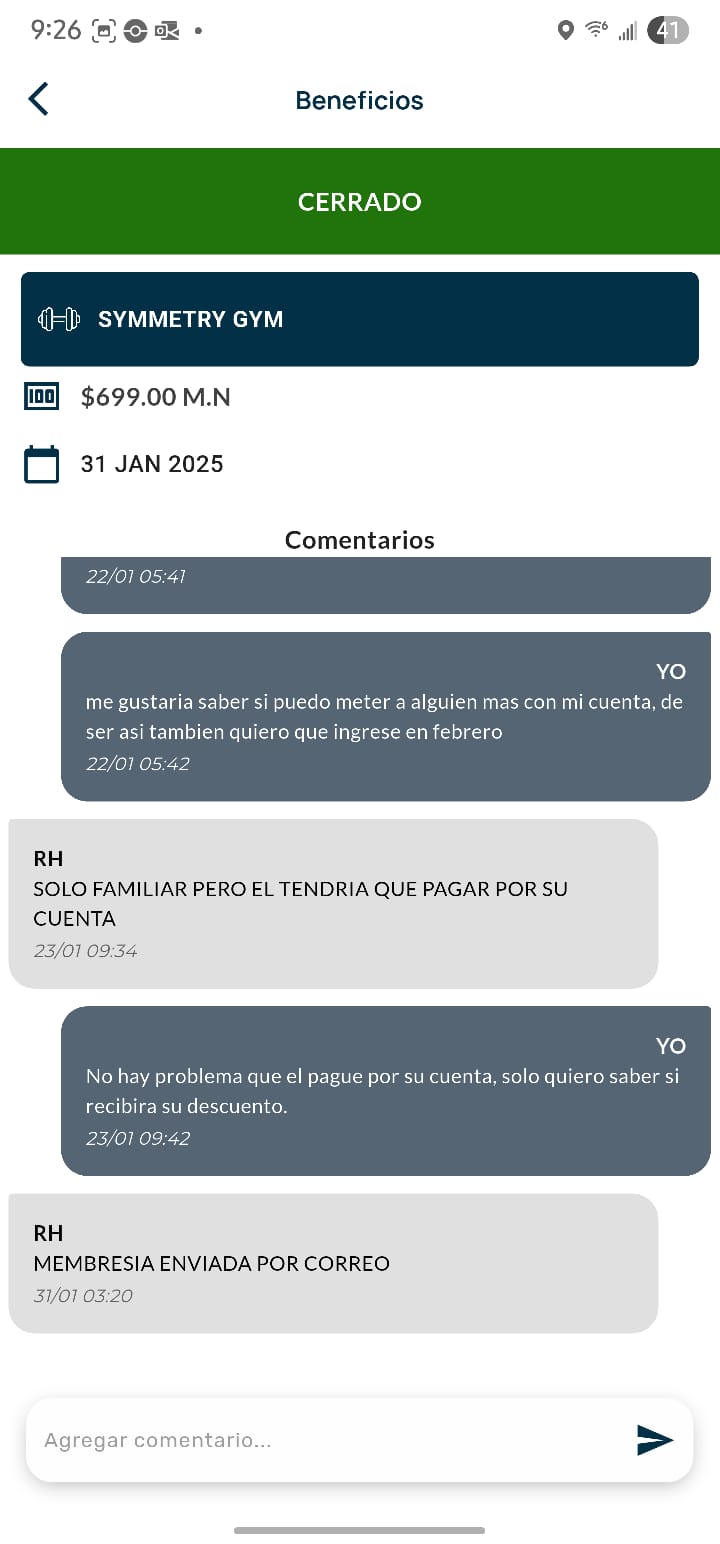 9:26
41
Beneficios
CERRADO
SYMMETRY GYM
100
$699.00 M.N
31 JAN 2025
Comentarios
22/01 05:41
YO
me gustaria saber si puedo meter a alguien mas con mi cuenta, de
ser asi tambien quiero que ingrese en febrero
22/01 05:42
RH
SOLO FAMILIAR PERO EL TENDRIA QUE PAGAR POR SU
CUENTA
23/01 09:34
YO
No hay problema que el pague por su cuenta, solo quiero saber si
recibira su descuento.
23/01 09:42
RH
MEMBRESIA ENVIADA POR CORREO
31/01 03:20
Agregar comentario...